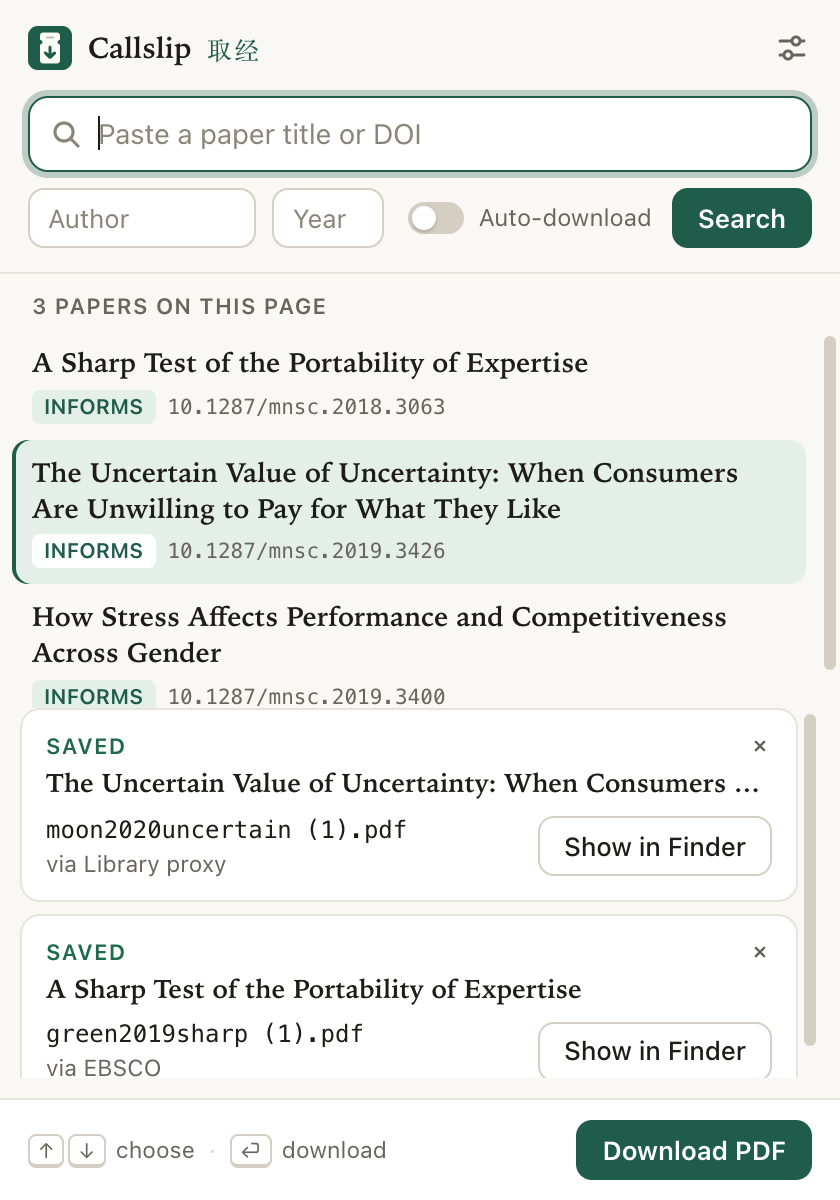 Callslip 取经
Paste a paper title or DOI
Author Year Auto-download Search
3 PAPERS ON THIS PAGE
A Sharp Test of the Portability of Expertise
INFORMS 10.1287/mnsc.2018.3063
The Uncertain Value of Uncertainty: When Consumers
Are Unwilling to Pay for What They Like
INFORMS 10.1287/mnsc.2019.3426
How Stress Affects Performance and Competitiveness
Across Gender
INFORMS 10.1287/mnsc.2019.3400
SAVED ×
The Uncertain Value of Uncertainty: When Consumers ...
moon2020uncertain (1).pdf
via Library proxy
Show in Finder
SAVED ×
A Sharp Test of the Portability of Expertise
green2019sharp (1).pdf
via EBSCO
Show in Finder
↑ ↓ choose · ↵ download Download PDF